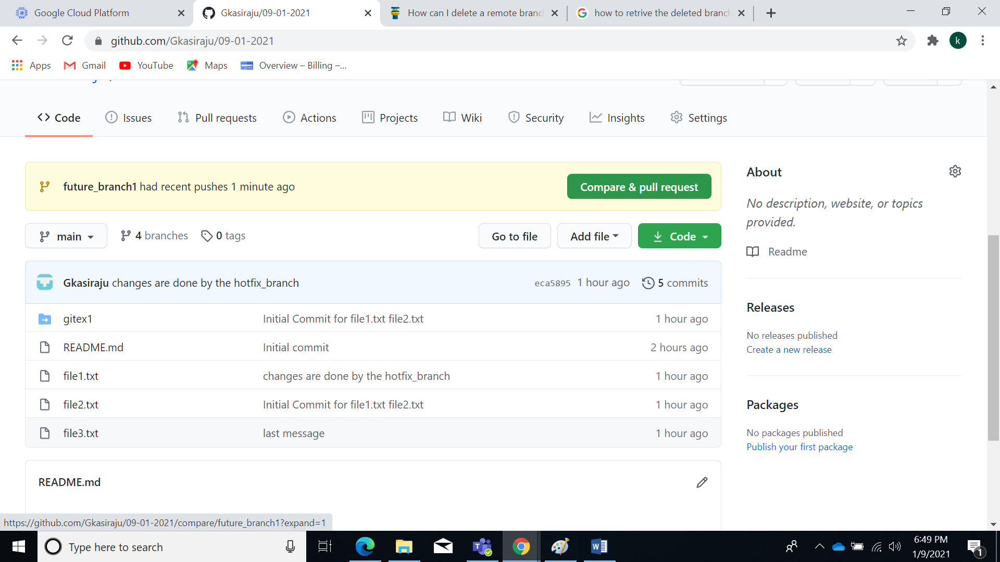 Google Cloud Platform
Gkasiraju/09-01-2021
How can I delete a remote branc
how to retrive the deleted branc
github.com/Gkasiraju/09-01-2021
k
Apps
Gmail
YouTube
Maps
Overview – Billing –...
Code
Issues
Pull requests
Actions
Projects
Wiki
Security
Insights
Settings
future_branch1 had recent pushes 1 minute ago
Compare & pull request
main
4 branches
0 tags
Go to file
Add file
Code
Gkasiraju changes are done by the hotfix_branch
eca5895 1 hour ago
5 commits
gitex1 Initial Commit for file1.txt file2.txt 1 hour ago
README.md Initial commit 2 hours ago
file1.txt changes are done by the hotfix_branch 1 hour ago
file2.txt Initial Commit for file1.txt file2.txt 1 hour ago
file3.txt last message 1 hour ago
README.md
About
No description, website, or topics
provided.
Readme
Releases
No releases published
Create a new release
Packages
No packages published
Publish your first package
https://github.com/Gkasiraju/09-01-2021/compare/future_branch1?expand=1
Type here to search
6:49 PM
1/9/2021
1